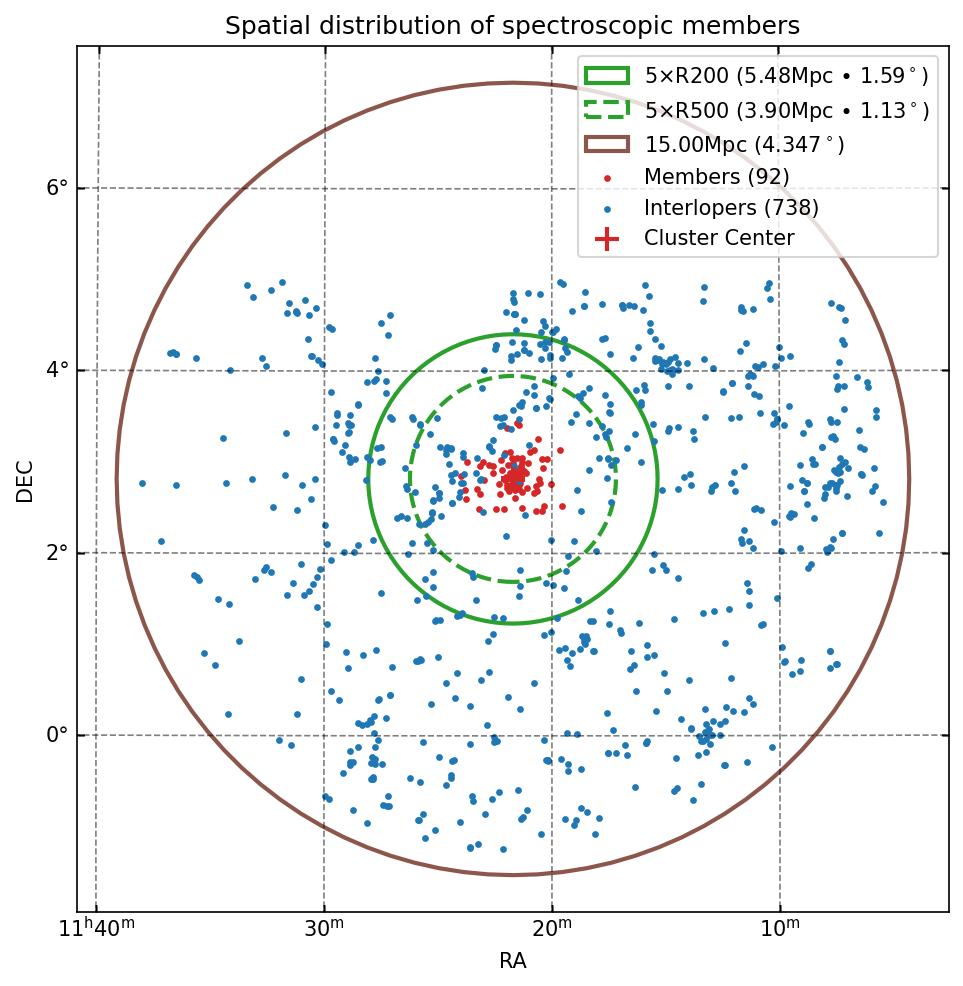 Spatial distribution of spectroscopic members
5×R200 (5.48Mpc • 1.59°)
5×R500 (3.90Mpc • 1.13°)
15.00Mpc (4.347°)
Members (92)
Interlopers (738)
Cluster Center
6°
4°
2°
0°
DEC
11ʰ40ᵐ 30ᵐ 20ᵐ 10ᵐ
RA